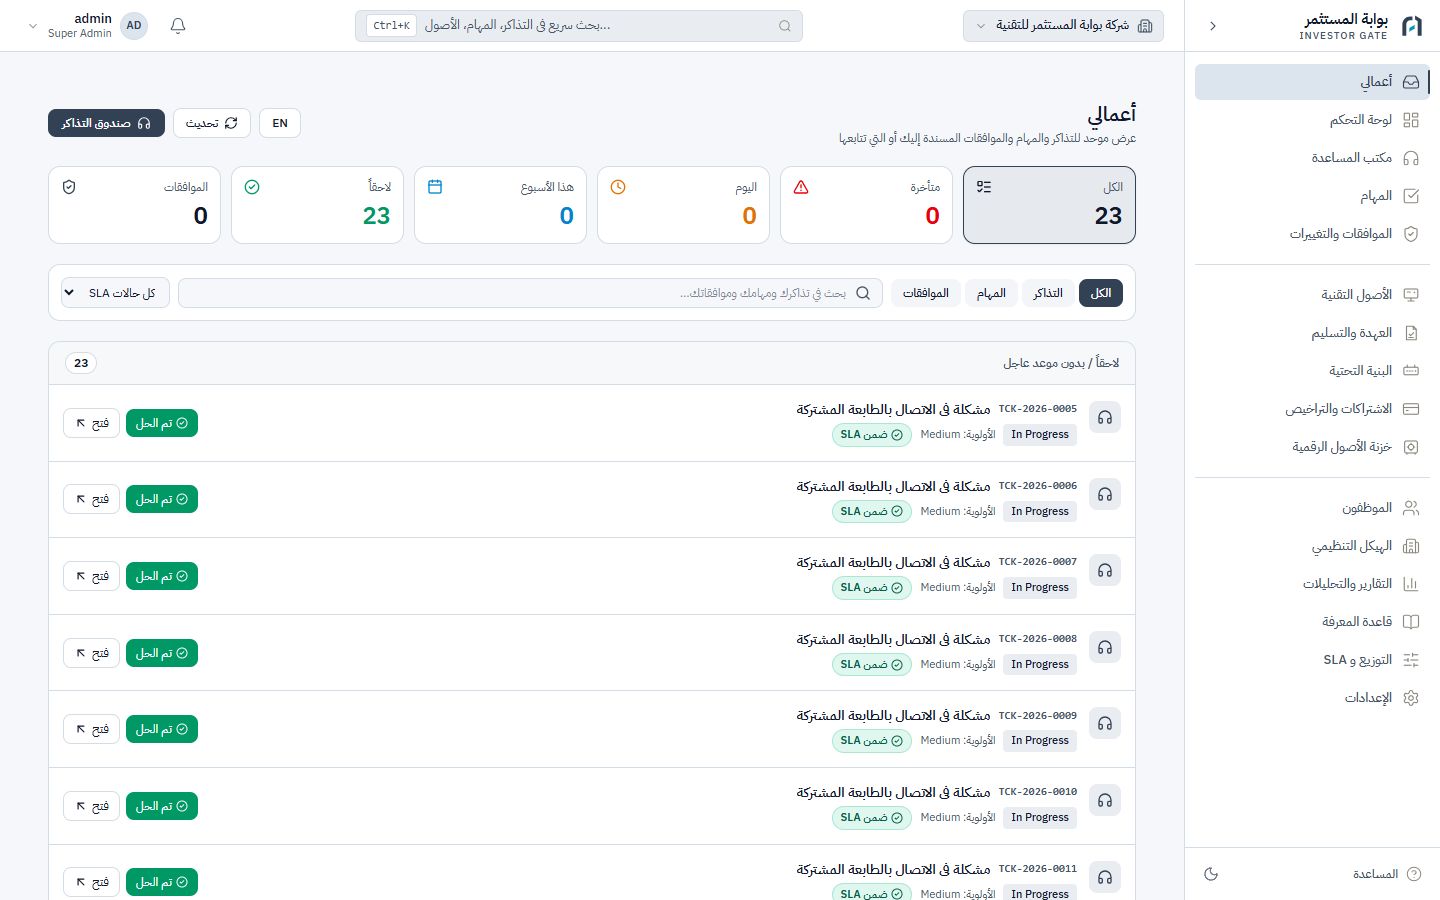 بوابة المستثمر
INVESTOR GATE
شركة بوابة المستثمر للتقنية
بحث سريع في التذاكر، المهام، الأصول...
Ctrl+K
AD
admin
Super Admin
أعمالي
لوحة التحكم
مكتب المساعدة
المهام
الموافقات والتغييرات
الأصول التقنية
العهدة والتسليم
البنية التحتية
الاشتراكات والتراخيص
خزنة الأصول الرقمية
الموظفون
الهيكل التنظيمي
التقارير والتحليلات
قاعدة المعرفة
التوزيع و SLA
الإعدادات
المساعدة
أعمالي
عرض موحد للتذاكر والمهام والموافقات المسندة إليك أو التي تتابعها
EN
تحديث
صندوق التذاكر
الكل
23
متأخرة
0
اليوم
0
هذا الأسبوع
0
لاحقاً
23
الموافقات
0
الكل
التذاكر
المهام
الموافقات
بحث في تذاكرك ومهامك وموافقاتك...
كل حالات SLA
لاحقاً / بدون موعد عاجل
23
TCK-2026-0005 مشكلة في الاتصال بالطابعة المشتركة
In Progress الأولوية: Medium ضمن SLA
تم الحل
فتح
TCK-2026-0006 مشكلة في الاتصال بالطابعة المشتركة
In Progress الأولوية: Medium ضمن SLA
تم الحل
فتح
TCK-2026-0007 مشكلة في الاتصال بالطابعة المشتركة
In Progress الأولوية: Medium ضمن SLA
تم الحل
فتح
TCK-2026-0008 مشكلة في الاتصال بالطابعة المشتركة
In Progress الأولوية: Medium ضمن SLA
تم الحل
فتح
TCK-2026-0009 مشكلة في الاتصال بالطابعة المشتركة
In Progress الأولوية: Medium ضمن SLA
تم الحل
فتح
TCK-2026-0010 مشكلة في الاتصال بالطابعة المشتركة
In Progress الأولوية: Medium ضمن SLA
تم الحل
فتح
TCK-2026-0011 مشكلة في الاتصال بالطابعة المشتركة
In Progress الأولوية: Medium ضمن SLA
تم الحل
فتح